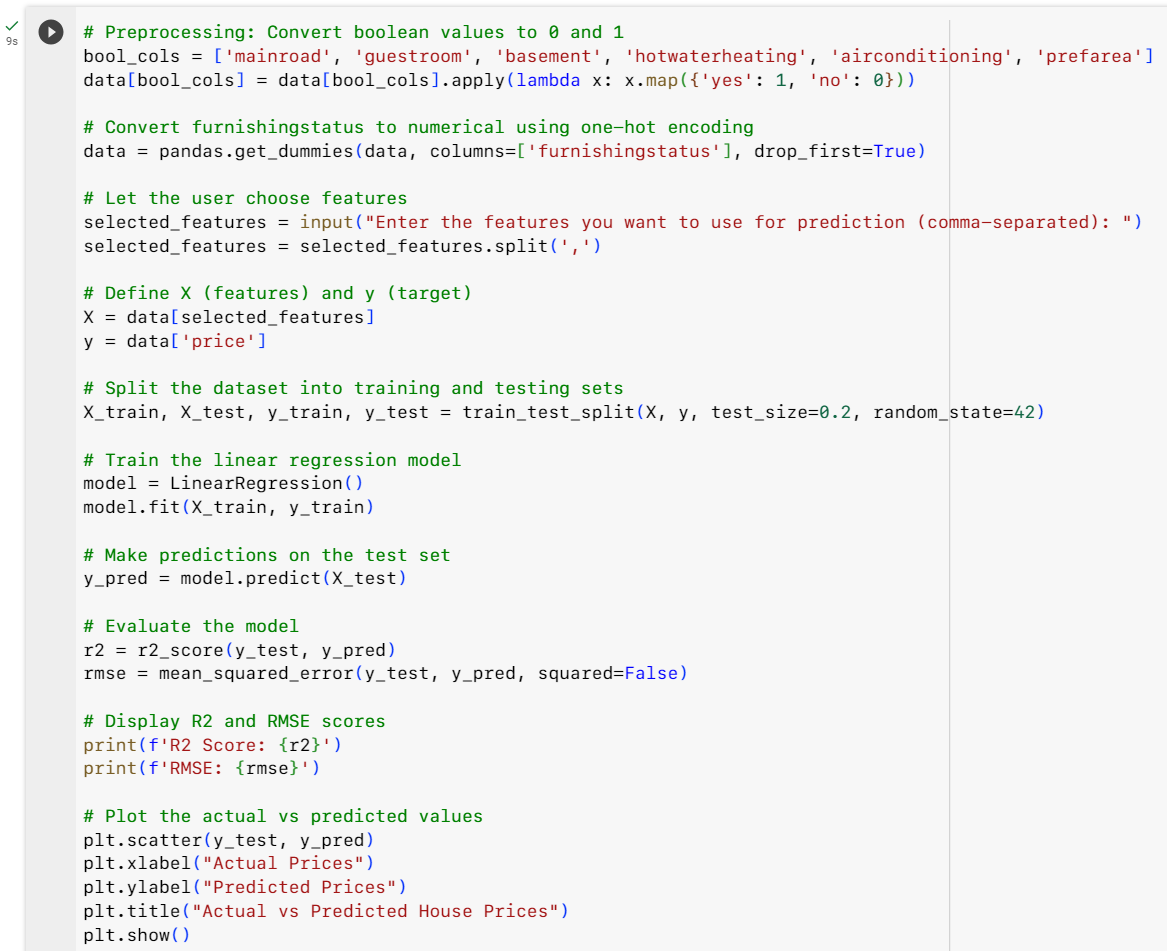 9s
# Preprocessing: Convert boolean values to 0 and 1
bool_cols = ['mainroad', 'guestroom', 'basement', 'hotwaterheating', 'airconditioning', 'prefarea']
data[bool_cols] = data[bool_cols].apply(lambda x: x.map({'yes': 1, 'no': 0}))
# Convert furnishingstatus to numerical using one-hot encoding
data = pandas.get_dummies(data, columns=['furnishingstatus'], drop_first=True)
# Let the user choose features
selected_features = input("Enter the features you want to use for prediction (comma-separated): ")
selected_features = selected_features.split(',')
# Define X (features) and y (target)
X = data[selected_features]
y = data['price']
# Split the dataset into training and testing sets
X_train, X_test, y_train, y_test = train_test_split(X, y, test_size=0.2, random_state=42)
# Train the linear regression model
model = LinearRegression()
model.fit(X_train, y_train)
# Make predictions on the test set
y_pred = model.predict(X_test)
# Evaluate the model
r2 = r2_score(y_test, y_pred)
rmse = mean_squared_error(y_test, y_pred, squared=False)
# Display R2 and RMSE scores
print(f'R2 Score: {r2}')
print(f'RMSE: {rmse}')
# Plot the actual vs predicted values
plt.scatter(y_test, y_pred)
plt.xlabel("Actual Prices")
plt.ylabel("Predicted Prices")
plt.title("Actual vs Predicted House Prices")
plt.show()